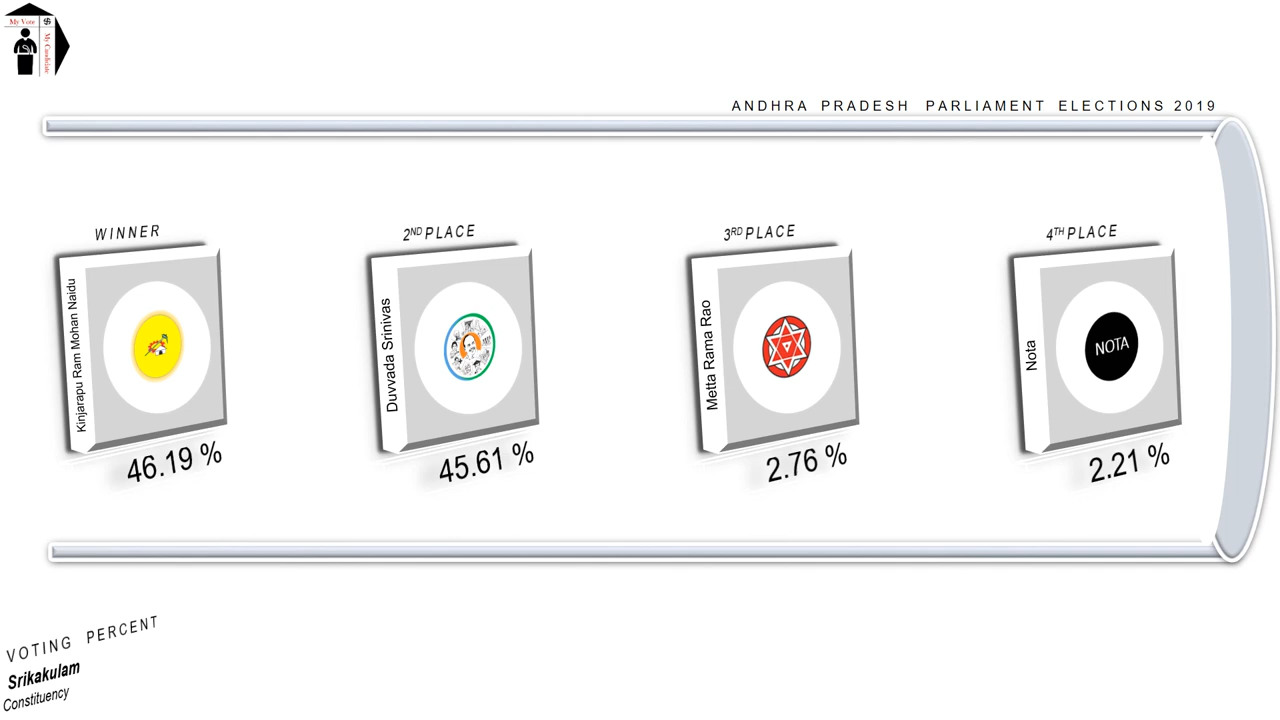 My Vote
My Candidate
ANDHRA PRADESH PARLIAMENT ELECTIONS 2019
WINNER
2ND PLACE
3RD PLACE
4TH PLACE
Kinjarapu Ram Mohan Naidu
Duvvada Srinivas
Metta Rama Rao
Nota
NOTA
46.19 %
45.61 %
2.76 %
2.21 %
VOTING PERCENT
Srikakulam
Constituency